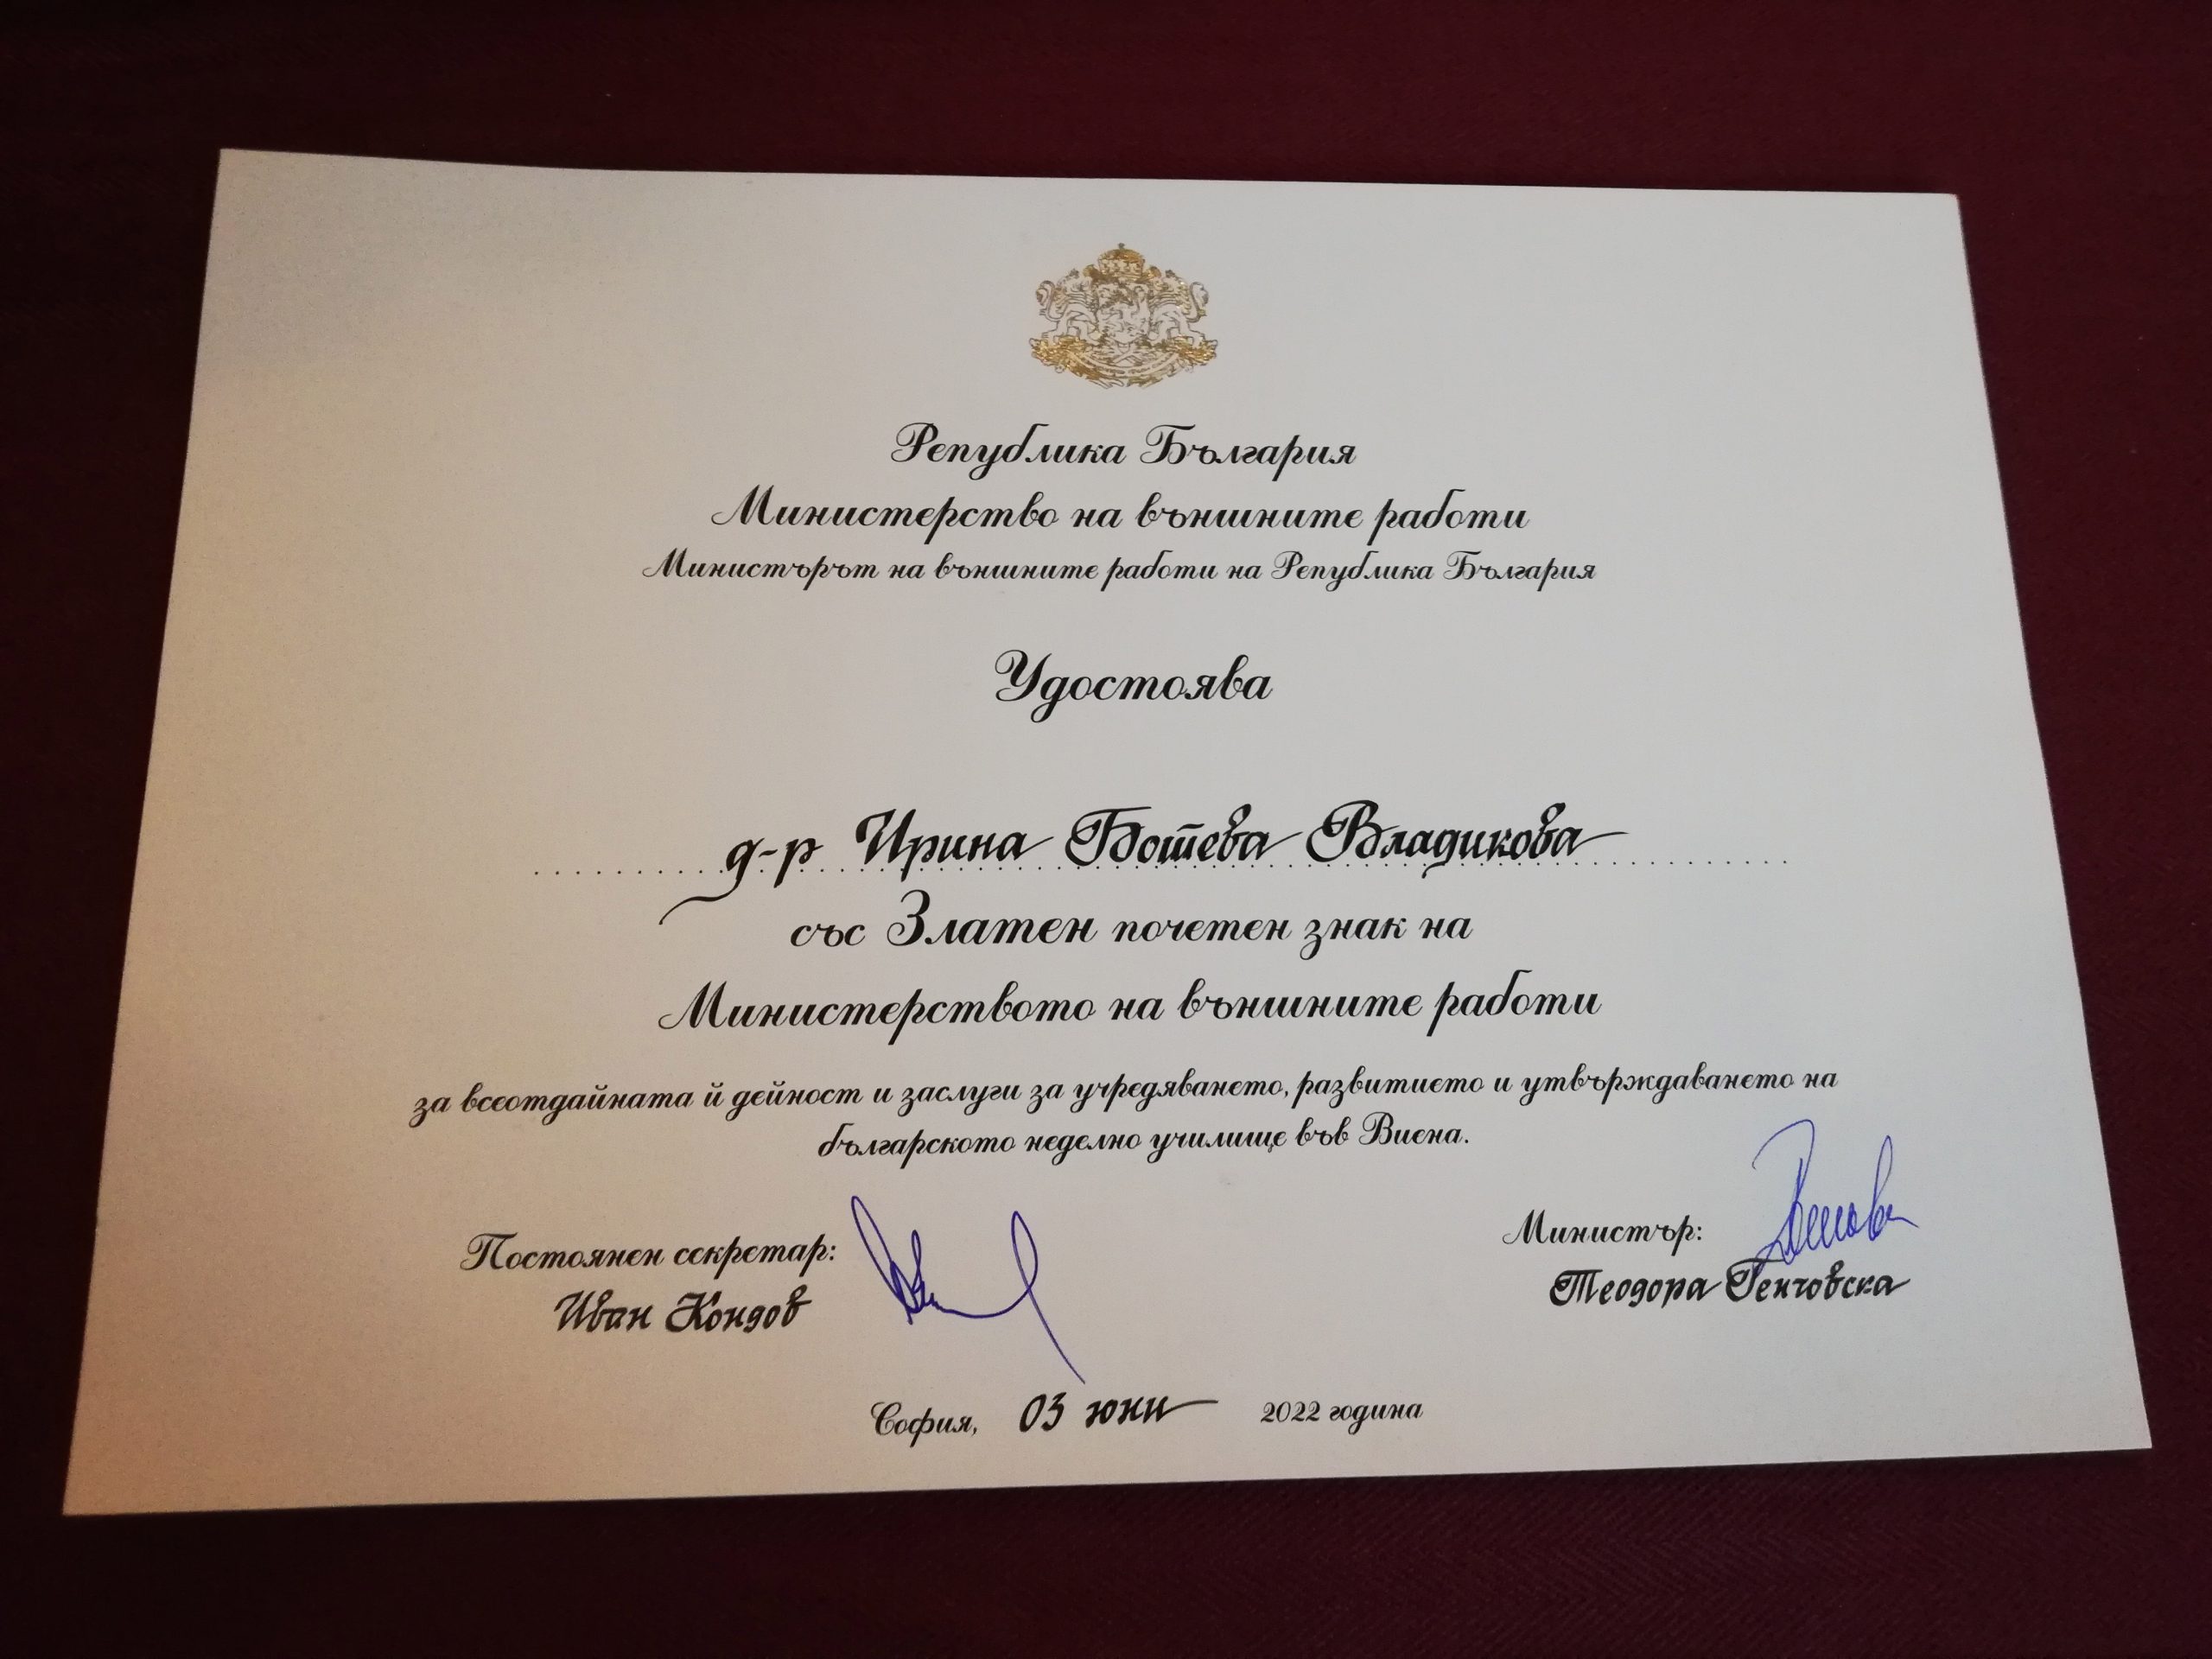 Република България
Министерство на външните работи
Министърът на външните работи на Република България
Удостоява
д-р Ирина Ботева Владикова
със Златен почетен знак на
Министерството на външните работи
за всеотдайната й дейност и заслуги за учредяването, развитието и утвърждаването на
българското неделно училище във Виена.
Постоянен секретар:
Иван Кондов
Министър:
Теодора Генчовска
София, 03 юни 2022 година